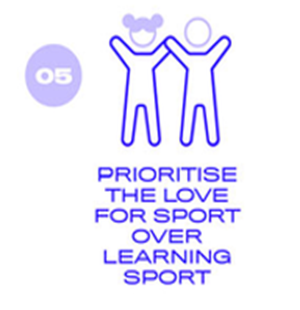 05
PRIORITISE
THE LOVE
FOR SPORT
OVER
LEARNING
SPORT